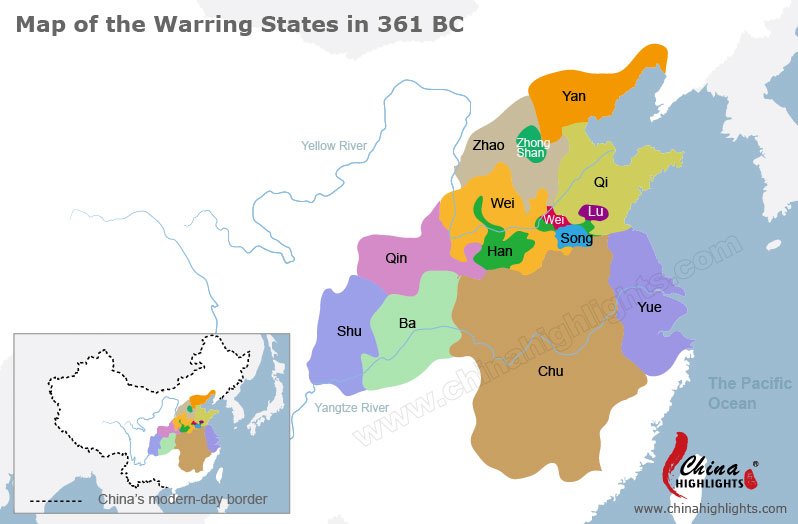 Map of the Warring States in 361 BC
Yan
Yellow River
Zhao
Zhong
Shan
Qi
Wei
Wei
Lu
Song
Han
Qin
Yue
Shu
Ba
Chu
Yangtze River
The Pacific
Ocean
www.chinahighlights.com
China
HIGHLIGHTS®
www.chinahighlights.com
China's modern-day border